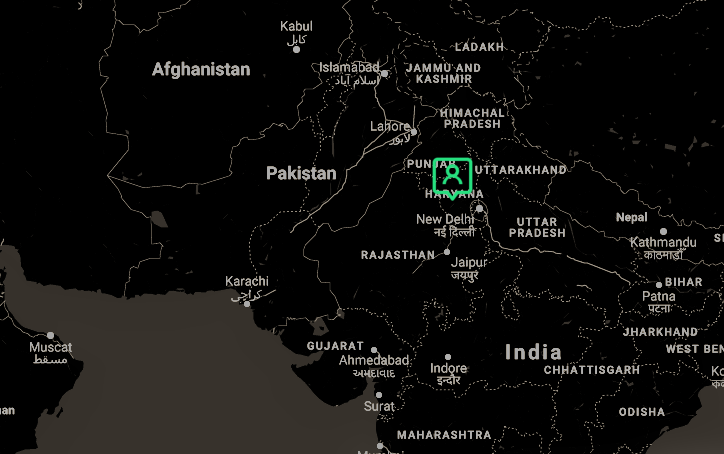 Kabul
کابل
LADAKH
Afghanistan
Islamabad
اسلام آباد
JAMMU AND
KASHMIR
HIMACHAL
PRADESH
Lahore
لاہور
PUNJAB
UTTARAKHAND
Pakistan
HARYANA
New Delhi
नई दिल्ली
UTTAR
PRADESH
Nepal
Kathmandu
काठमाडौँ
RAJASTHAN
Jaipur
जयपुर
Karachi
کراچی
BIHAR
Patna
पटना
Muscat
مسقط
JHARKHAND
GUJARAT
Ahmedabad
અમદાવાદ
Indore
इन्दौर
India
WEST BEN
CHHATTISGARH
Surat
ODISHA
MAHARASHTRA